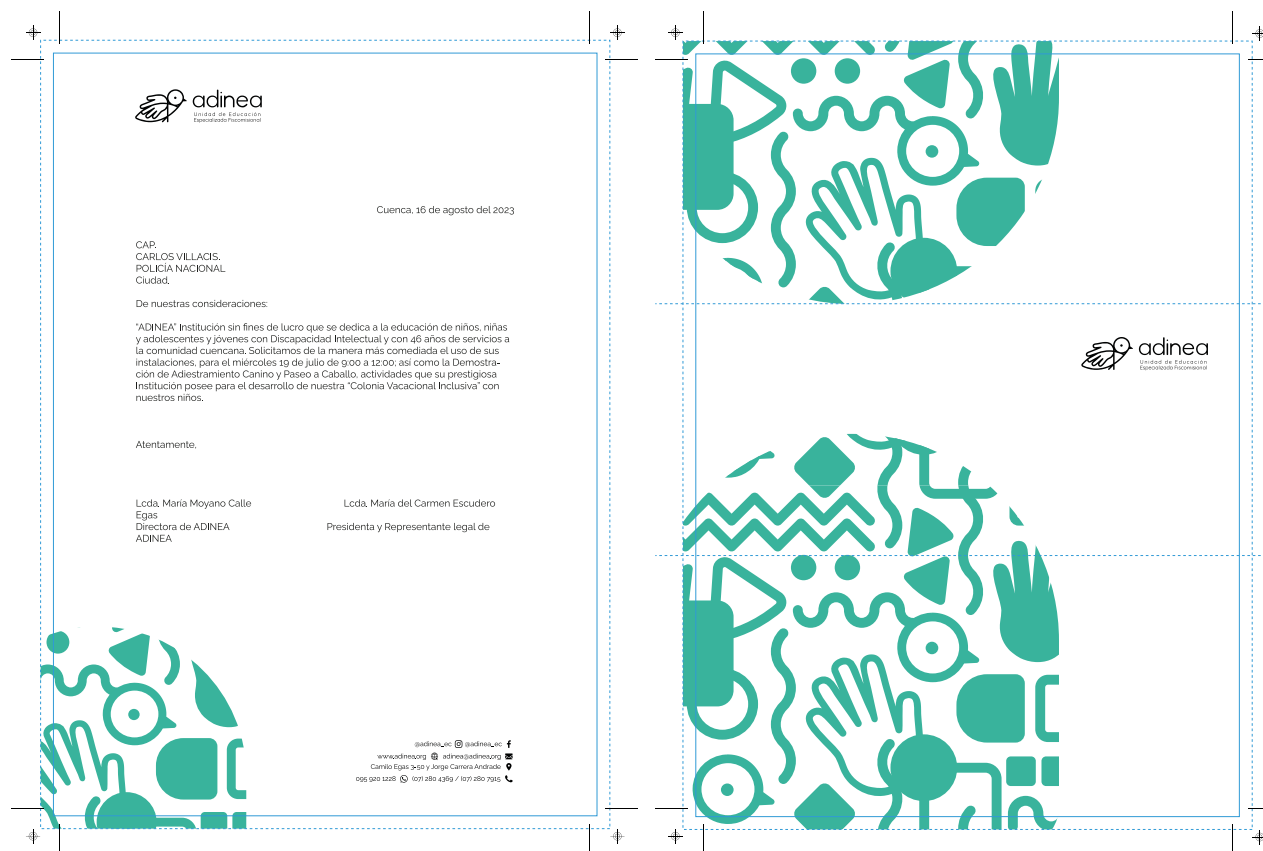 adinea
Unidad de Educación
Especializada Fiscomisional
Cuenca, 16 de agosto del 2023
CAP.
CARLOS VILLACIS.
POLICÍA NACIONAL
Ciudad.
De nuestras consideraciones:
"ADINEA" Institución sin fines de lucro que se dedica a la educación de niños, niñas
y adolescentes y jóvenes con Discapacidad Intelectual y con 46 años de servicios a
la comunidad cuencana. Solicitamos de la manera más comediada el uso de sus
instalaciones, para el miércoles 19 de julio de 9:00 a 12:00; así como la Demostra-
ción de Adiestramiento Canino y Paseo a Caballo, actividades que su prestigiosa
Institución posee para el desarrollo de nuestra "Colonia Vacacional Inclusiva" con
nuestros niños.
Atentamente,
Lcda. María Moyano Calle Lcda. María del Carmen Escudero
Egas
Directora de ADINEA Presidenta y Representante legal de
ADINEA
@adinea_ec @adinea_ec
www.adinea.org adinea@adinea.org
Camilo Egas 3-50 y Jorge Carrera Andrade
095 920 1228 (07) 280 4369 / (07) 280 7915
adinea
Unidad de Educación
Especializada Fiscomisional